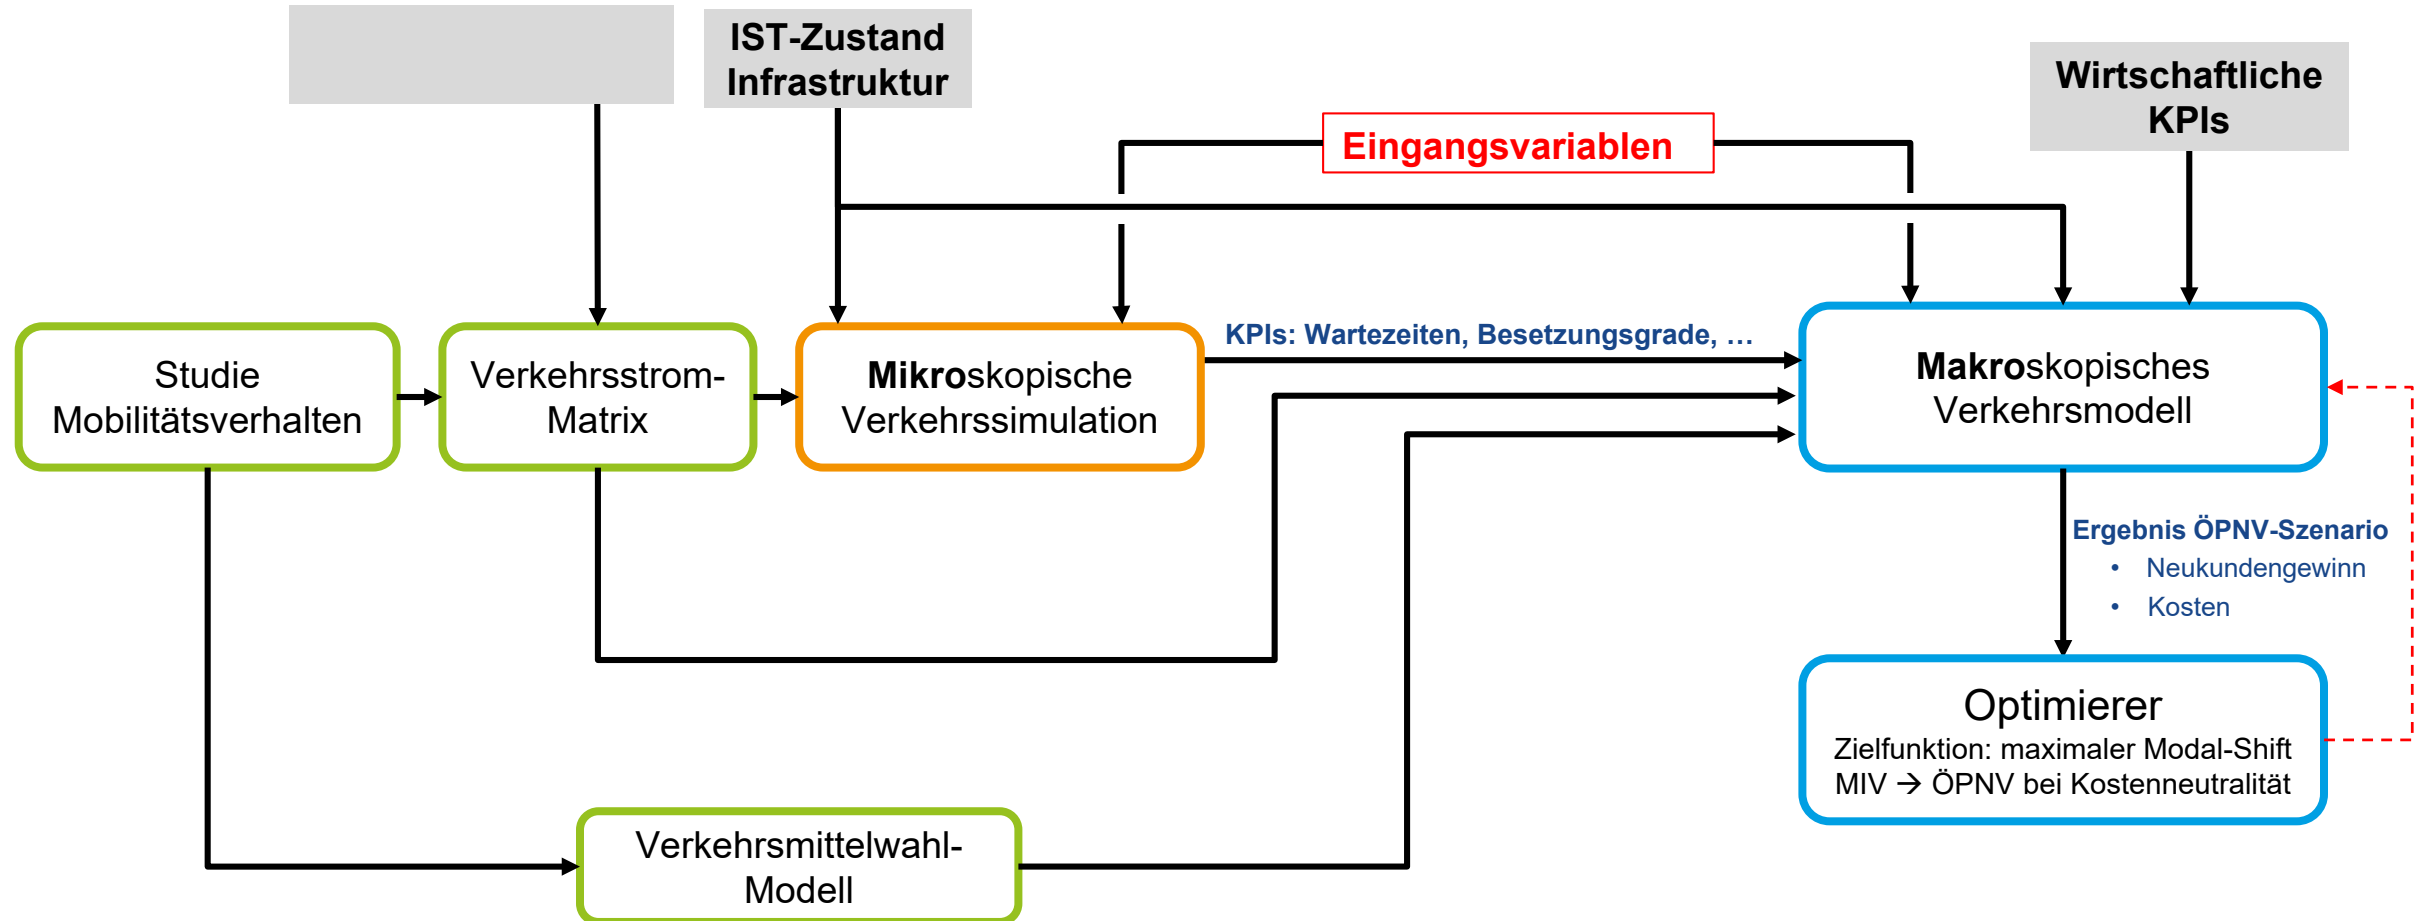 IST-Zustand
Infrastruktur
Wirtschaftliche
KPIs
Eingangsvariablen
Studie
Mobilitätsverhalten
Verkehrsstrom-
Matrix
Mikroskopische
Verkehrssimulation
KPIs: Wartezeiten, Besetzungsgrade, …
Makroskopisches
Verkehrsmodell
Ergebnis ÖPNV-Szenario
• Neukundengewinn
• Kosten
Optimierer
Zielfunktion: maximaler Modal-Shift
MIV → ÖPNV bei Kostenneutralität
Verkehrsmittelwahl-
Modell